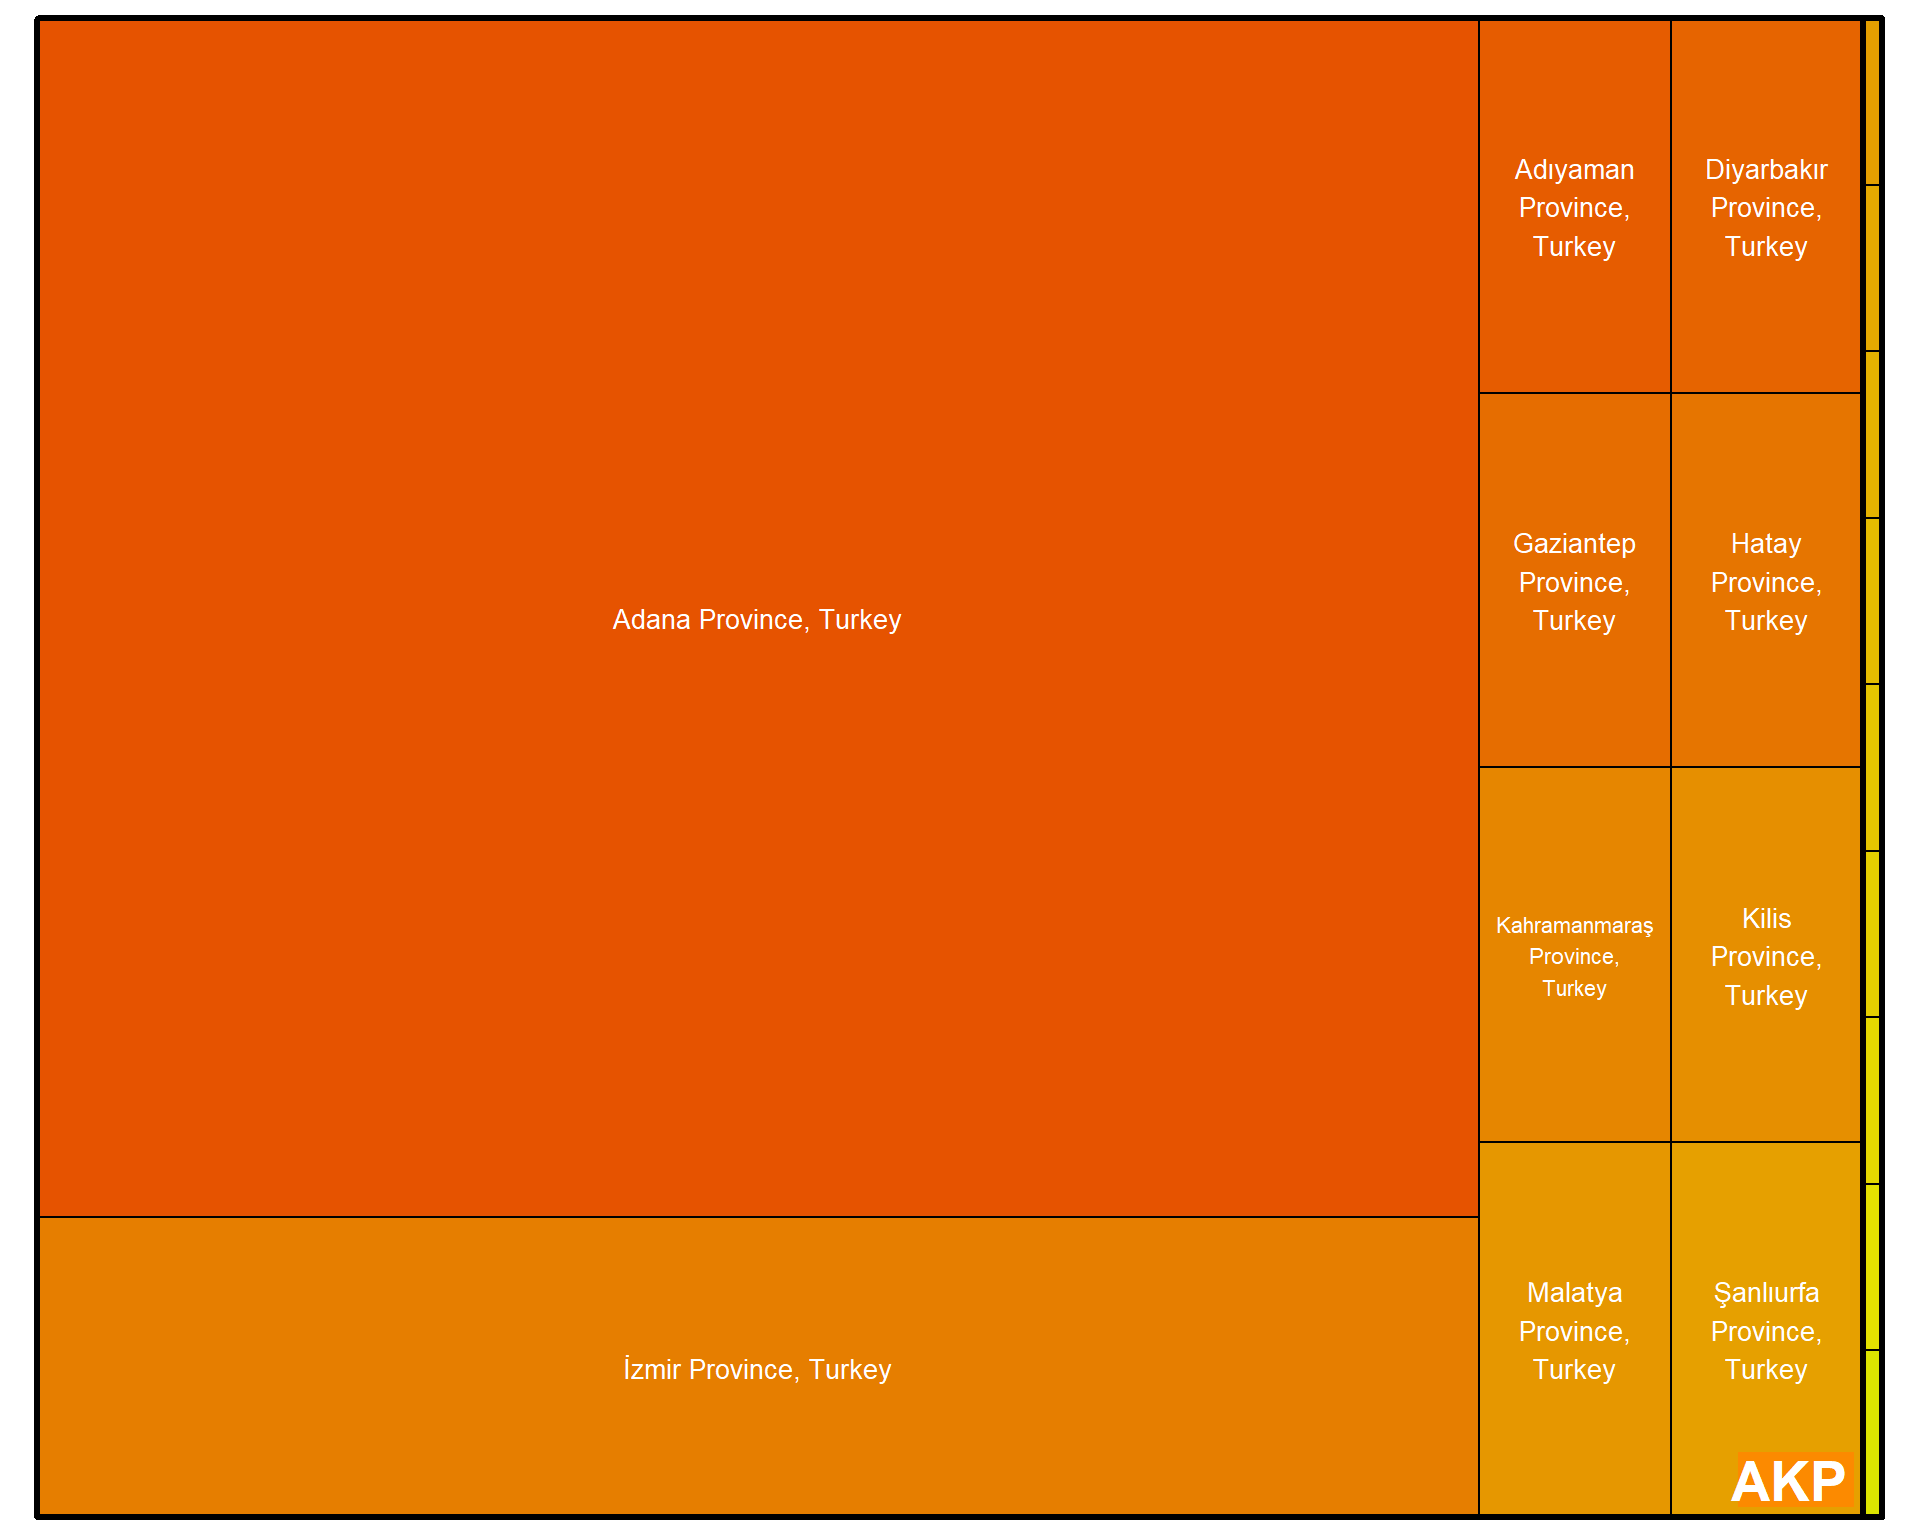 Adana Province, Turkey
İzmir Province, Turkey
Adıyaman
Province,
Turkey
Diyarbakır
Province,
Turkey
Gaziantep
Province,
Turkey
Hatay
Province,
Turkey
Kahramanmaraş
Province,
Turkey
Kilis
Province,
Turkey
Malatya
Province,
Turkey
Şanlıurfa
Province,
Turkey
AKP